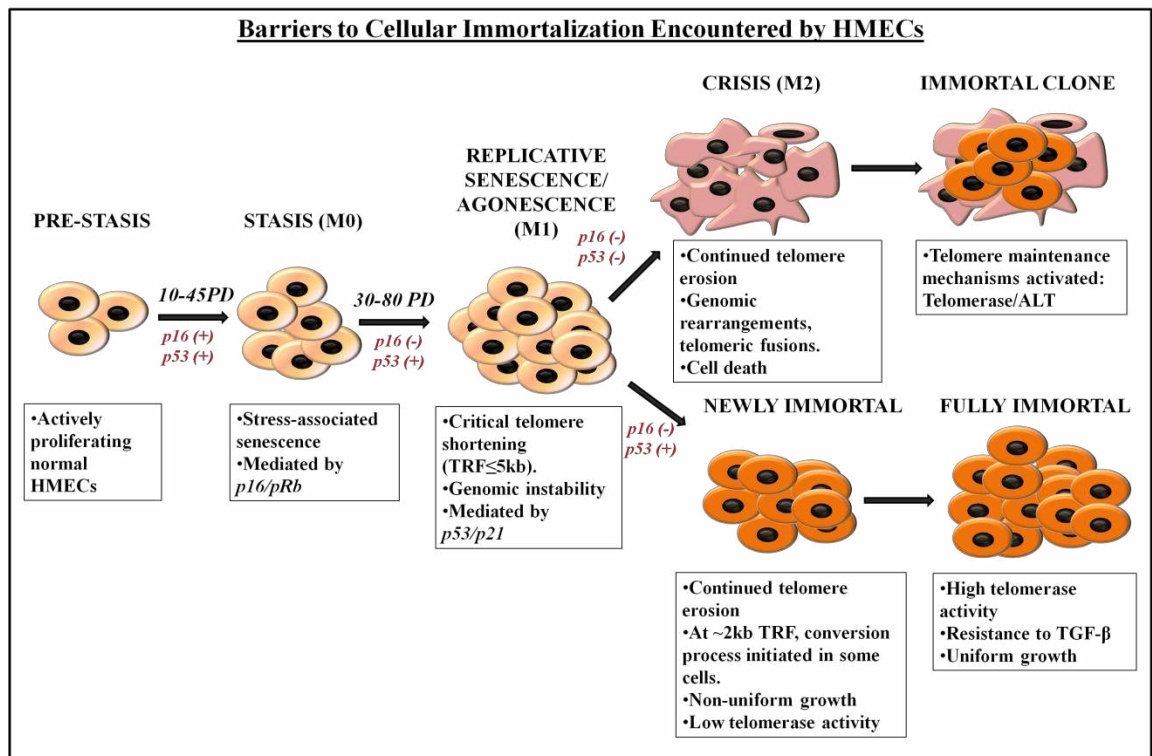 Barriers to Cellular Immortalization Encountered by HMECs
PRE-STASIS
10-45PD
p16 (+)
p53 (+)
•Actively
proliferating
normal
HMECs
STASIS (M0)
30-80 PD
p16 (-)
p53 (+)
•Stress-associated
senescence
•Mediated by
p16/pRb
REPLICATIVE
SENESCENCE/
AGONESCENCE
(M1)
•Critical telomere
shortening
(TRF≤5kb).
•Genomic instability
•Mediated by
p53/p21
p16 (-)
p53 (-)
CRISIS (M2)
•Continued telomere
erosion
•Genomic
rearrangements,
telomeric fusions.
•Cell death
IMMORTAL CLONE
•Telomere maintenance
mechanisms activated:
Telomerase/ALT
p16 (-)
p53 (+)
NEWLY IMMORTAL
•Continued telomere
erosion
•At ~2kb TRF, conversion
process initiated in some
cells.
•Non-uniform growth
•Low telomerase activity
FULLY IMMORTAL
•High telomerase
activity
•Resistance to TGF-β
•Uniform growth